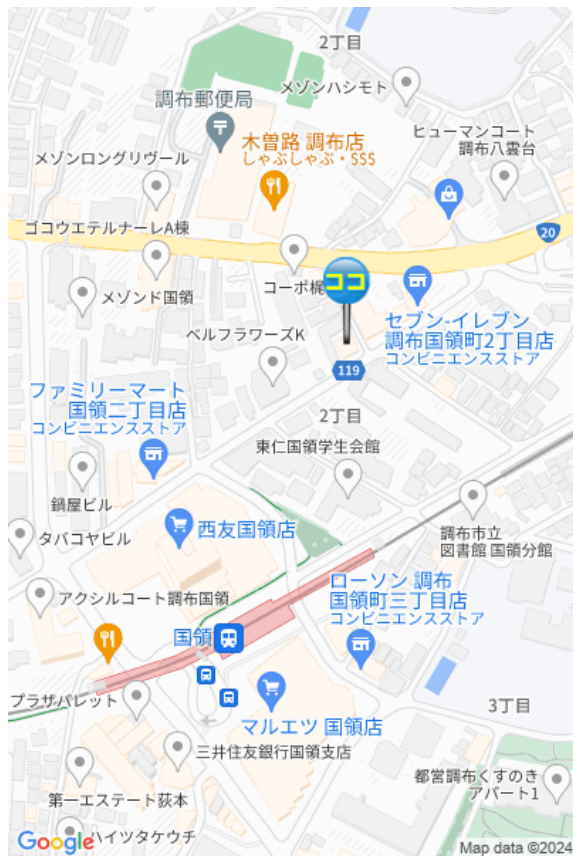 2丁目
メゾンハシモト
調布郵便局
木曽路 調布店
しゃぶしゃぶ・$$$
ヒューマンコート
調布八雲台
メゾンロングリヴール
ゴコウエテルナーレA棟
20
コーポ梶
ココ
メゾンド国領
セブン-イレブン
調布国領町2丁目店
コンビニエンスストア
ベルフラワーズK
119
ファミリーマート
国領二丁目店
コンビニエンスストア
2丁目
東仁国領学生会館
鍋屋ビル
西友国領店
タバコヤビル
調布市立
図書館 国領分館
アクシルコート調布国領
ローソン 調布
国領町三丁目店
コンビニエンスストア
国領
プラザパレット
マルエツ 国領店
3丁目
三井住友銀行国領支店
第一エステート荻本
都営調布くすのき
アパート1
ハイツタケウチ
Google
Map data ©2024